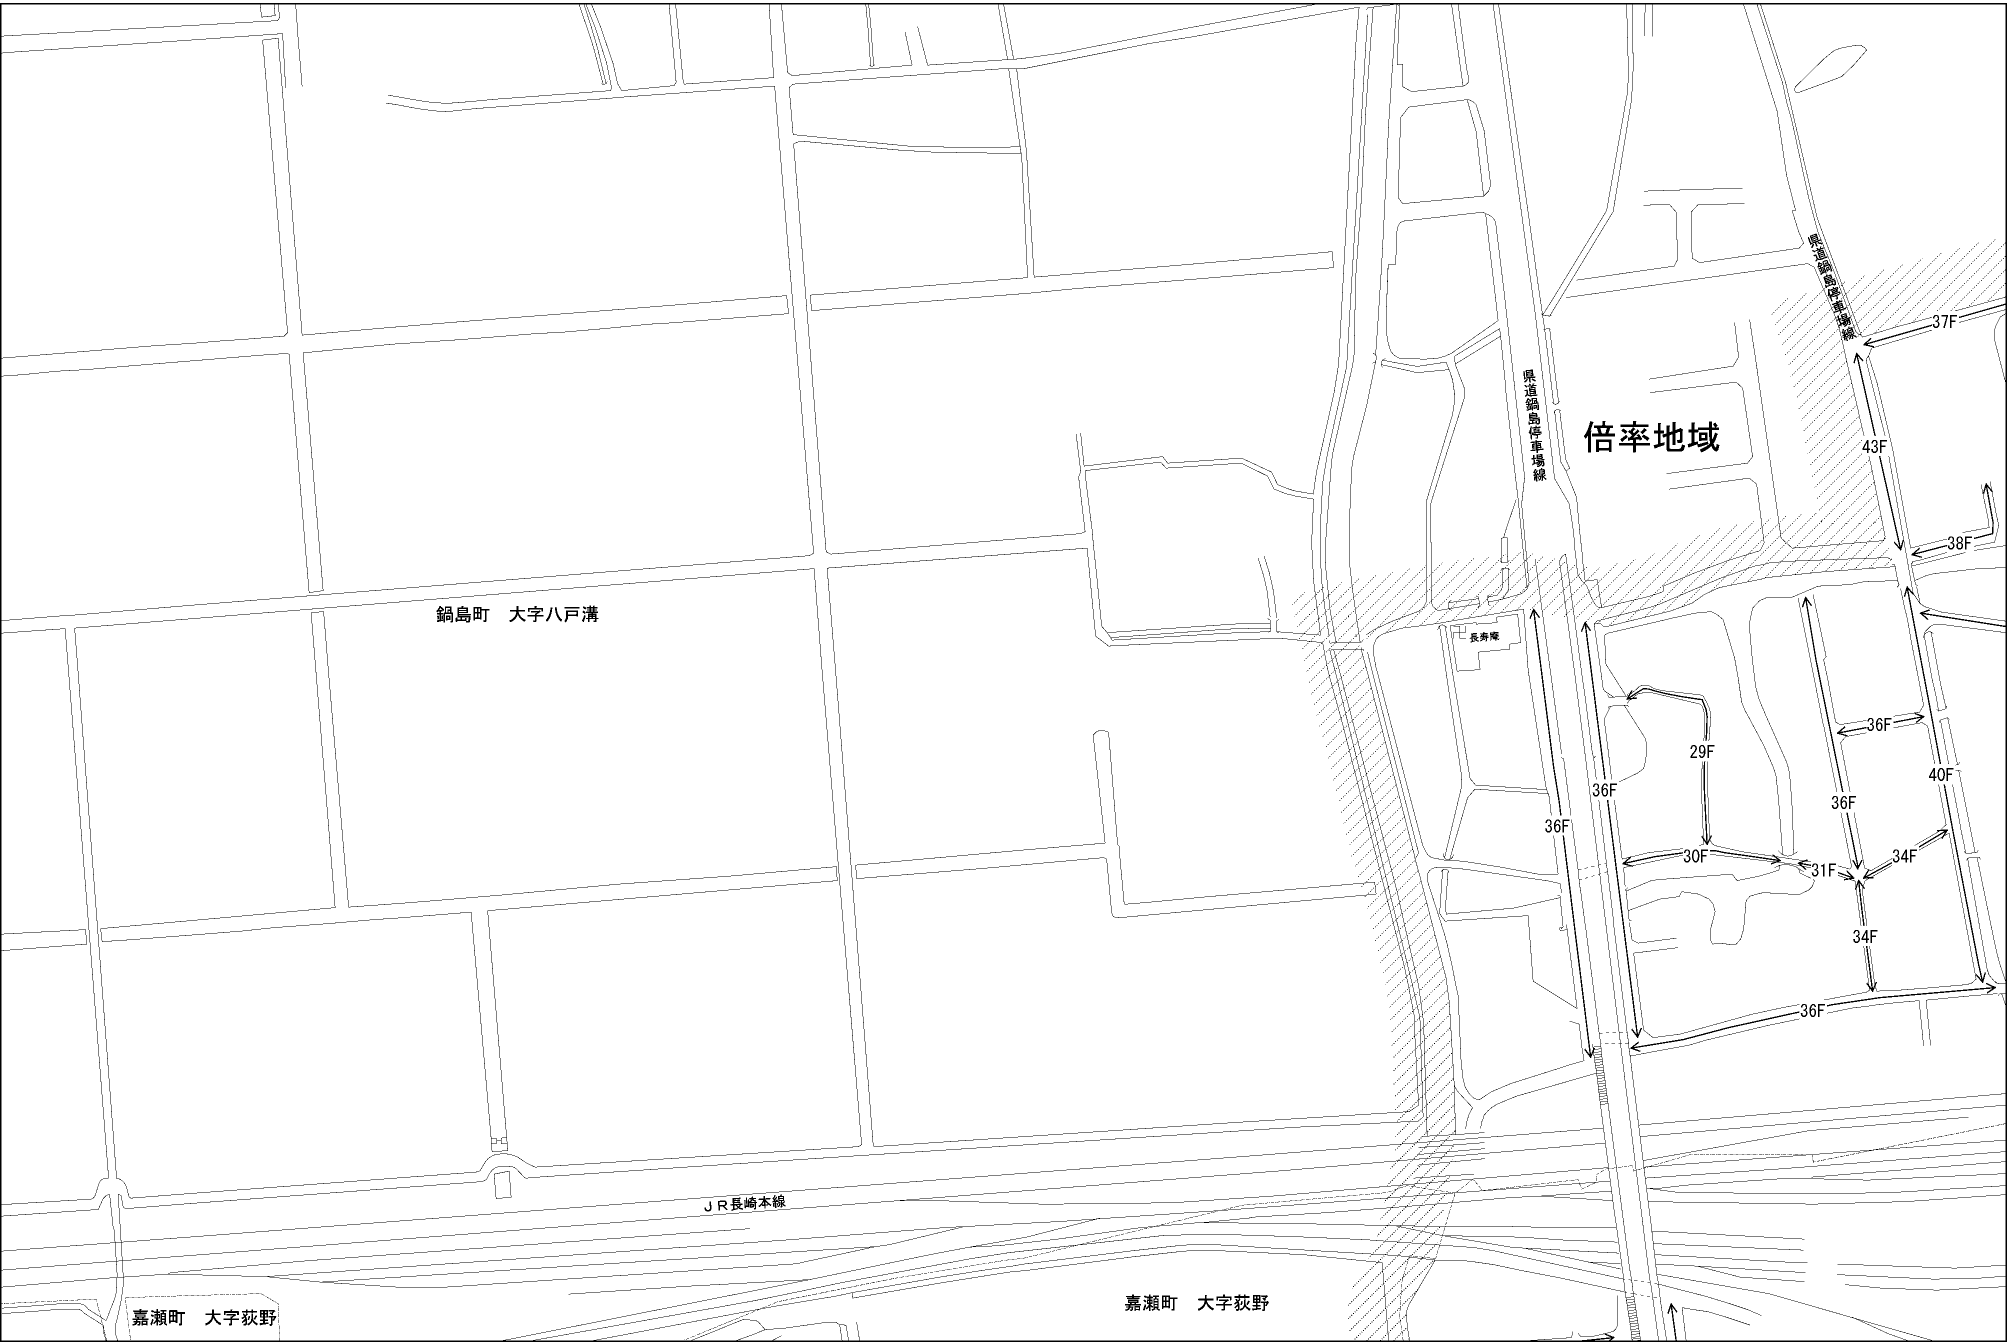 県道鍋島停車場線
37F
県道鍋島停車場線
倍率地域
43F
38F
鍋島町　大字八戸溝
長寿庵
36F
29F
40F
36F
36F
36F
30F
34F
31F
34F
36F
ＪＲ長崎本線
嘉瀬町　大字荻野
嘉瀬町　大字荻野